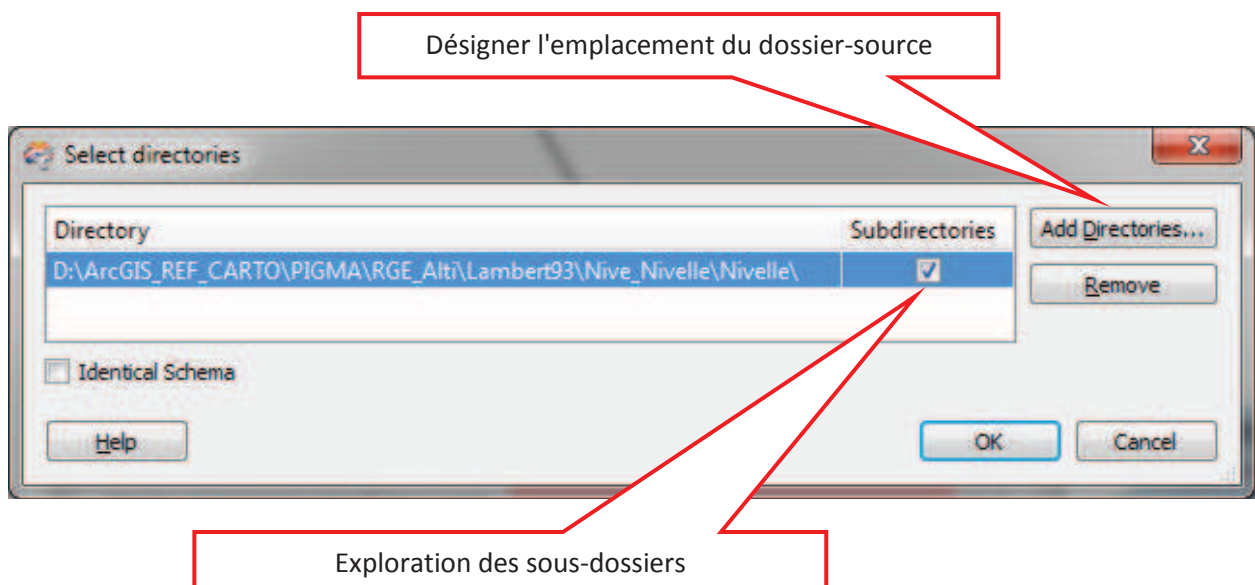 Désigner l'emplacement du dossier-source
Select directories
Directory Subdirectories
Add Directories...
D:\ArcGIS_REF_CARTO\PIGMA\RGE_Alti\Lambert93\Nive_Nivelle\Nivelle\
Remove
Identical Schema
Help OK Cancel
Exploration des sous-dossiers